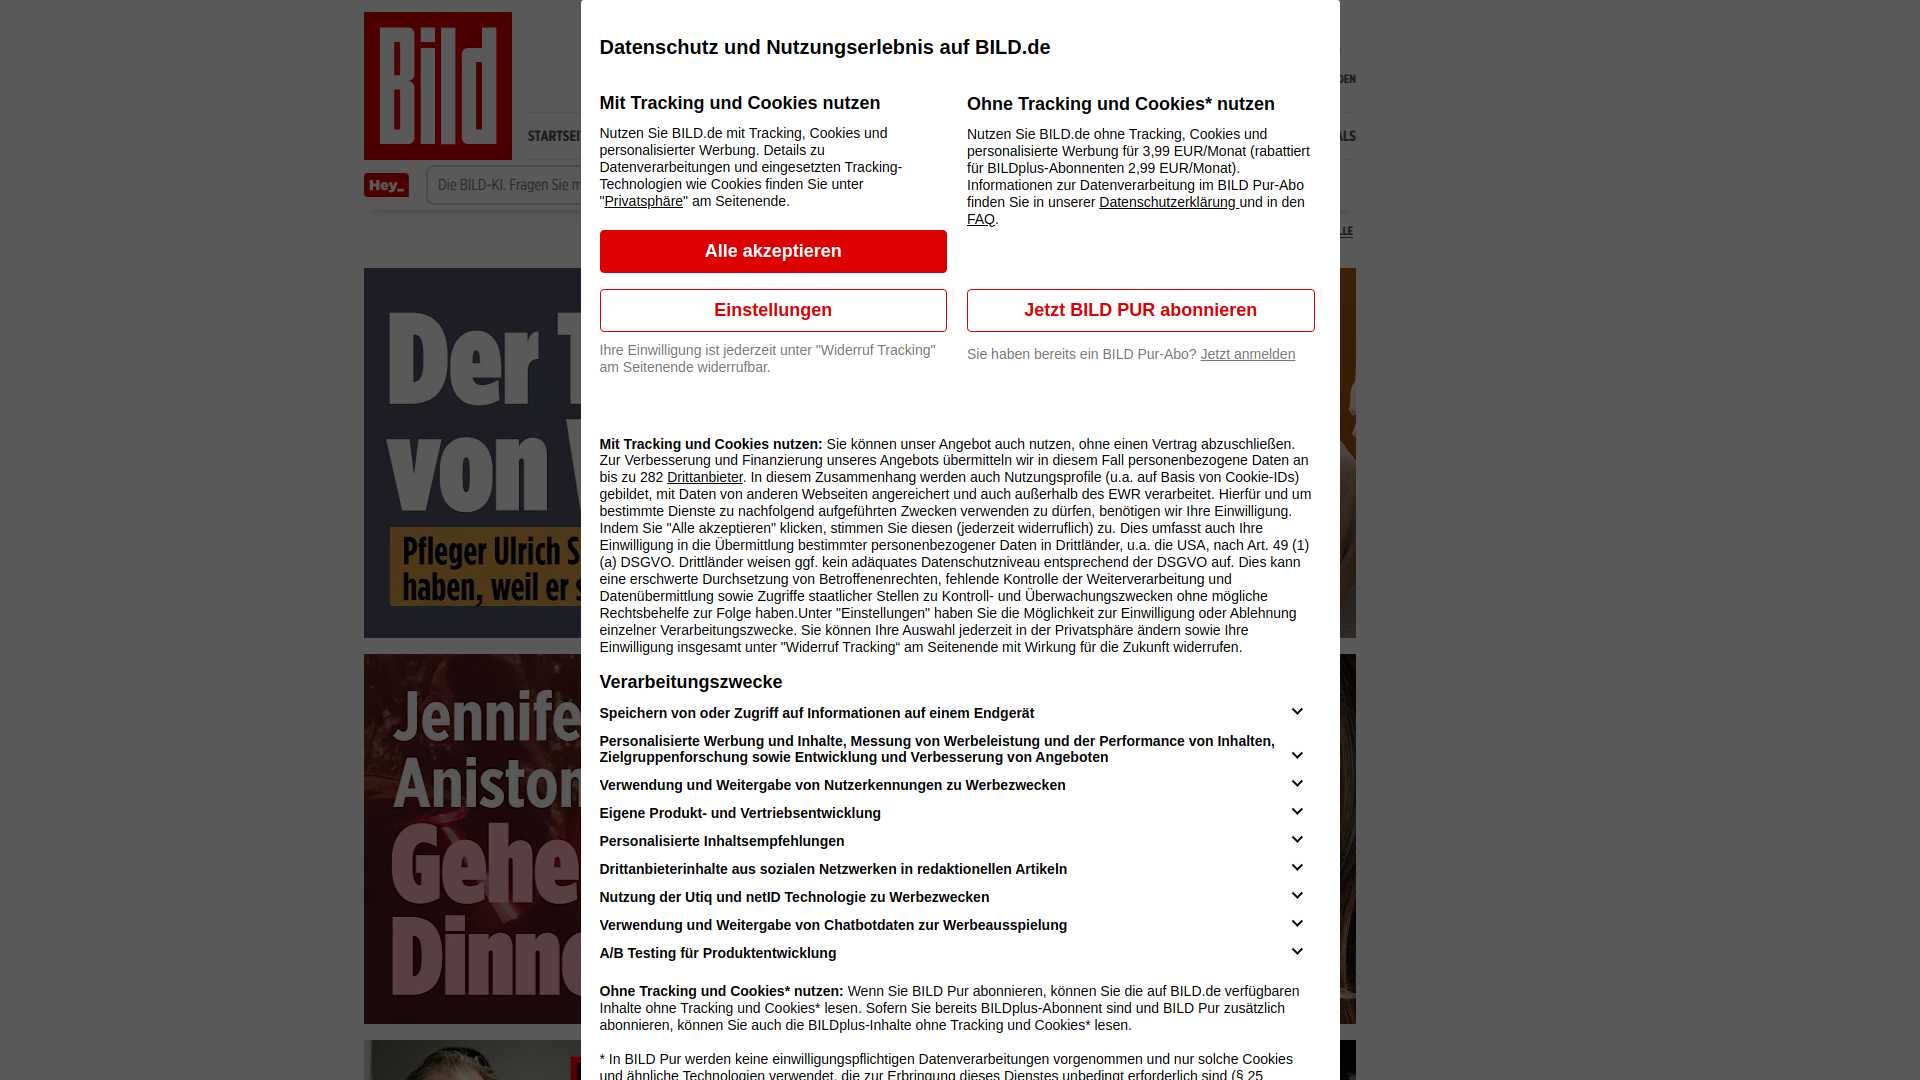 Bild
DEN
STARTSEI
ALS
Hey_
Die BILD-KI. Fragen Sie m
LLE
Der
von
Pfleger Ulrich S
haben, weil er s
Jennife
Aniston
Gehe
Dinne
Datenschutz und Nutzungserlebnis auf BILD.de
Mit Tracking und Cookies nutzen
Nutzen Sie BILD.de mit Tracking, Cookies und
personalisierter Werbung. Details zu
Datenverarbeitungen und eingesetzten Tracking-
Technologien wie Cookies finden Sie unter
"Privatsphäre" am Seitenende.
Alle akzeptieren
Einstellungen
Ihre Einwilligung ist jederzeit unter "Widerruf Tracking"
am Seitenende widerrufbar.
Ohne Tracking und Cookies* nutzen
Nutzen Sie BILD.de ohne Tracking, Cookies und
personalisierte Werbung für 3,99 EUR/Monat (rabattiert
für BILDplus-Abonnenten 2,99 EUR/Monat).
Informationen zur Datenverarbeitung im BILD Pur-Abo
finden Sie in unserer Datenschutzerklärung und in den
FAQ.
Jetzt BILD PUR abonnieren
Sie haben bereits ein BILD Pur-Abo? Jetzt anmelden
Mit Tracking und Cookies nutzen: Sie können unser Angebot auch nutzen, ohne einen Vertrag abzuschließen.
Zur Verbesserung und Finanzierung unseres Angebots übermitteln wir in diesem Fall personenbezogene Daten an
bis zu 282 Drittanbieter. In diesem Zusammenhang werden auch Nutzungsprofile (u.a. auf Basis von Cookie-IDs)
gebildet, mit Daten von anderen Webseiten angereichert und auch außerhalb des EWR verarbeitet. Hierfür und um
bestimmte Dienste zu nachfolgend aufgeführten Zwecken verwenden zu dürfen, benötigen wir Ihre Einwilligung.
Indem Sie "Alle akzeptieren" klicken, stimmen Sie diesen (jederzeit widerruflich) zu. Dies umfasst auch Ihre
Einwilligung in die Übermittlung bestimmter personenbezogener Daten in Drittländer, u.a. die USA, nach Art. 49 (1)
(a) DSGVO. Drittländer weisen ggf. kein adäquates Datenschutzniveau entsprechend der DSGVO auf. Dies kann
eine erschwerte Durchsetzung von Betroffenenrechten, fehlende Kontrolle der Weiterverarbeitung und
Datenübermittlung sowie Zugriffe staatlicher Stellen zu Kontroll- und Überwachungszwecken ohne mögliche
Rechtsbehelfe zur Folge haben.Unter "Einstellungen" haben Sie die Möglichkeit zur Einwilligung oder Ablehnung
einzelner Verarbeitungszwecke. Sie können Ihre Auswahl jederzeit in der Privatsphäre ändern sowie Ihre
Einwilligung insgesamt unter "Widerruf Tracking“ am Seitenende mit Wirkung für die Zukunft widerrufen.
Verarbeitungszwecke
Speichern von oder Zugriff auf Informationen auf einem Endgerät
Personalisierte Werbung und Inhalte, Messung von Werbeleistung und der Performance von Inhalten,
Zielgruppenforschung sowie Entwicklung und Verbesserung von Angeboten
Verwendung und Weitergabe von Nutzerkennungen zu Werbezwecken
Eigene Produkt- und Vertriebsentwicklung
Personalisierte Inhaltsempfehlungen
Drittanbieterinhalte aus sozialen Netzwerken in redaktionellen Artikeln
Nutzung der Utiq und netID Technologie zu Werbezwecken
Verwendung und Weitergabe von Chatbotdaten zur Werbeausspielung
A/B Testing für Produktentwicklung
Ohne Tracking und Cookies* nutzen: Wenn Sie BILD Pur abonnieren, können Sie die auf BILD.de verfügbaren
Inhalte ohne Tracking und Cookies* lesen. Sofern Sie bereits BILDplus-Abonnent sind und BILD Pur zusätzlich
abonnieren, können Sie auch die BILDplus-Inhalte ohne Tracking und Cookies* lesen.
* In BILD Pur werden keine einwilligungspflichtigen Datenverarbeitungen vorgenommen und nur solche Cookies
und ähnliche Technologien verwendet, die zur Erbringung dieses Dienstes unbedingt erforderlich sind (§ 25